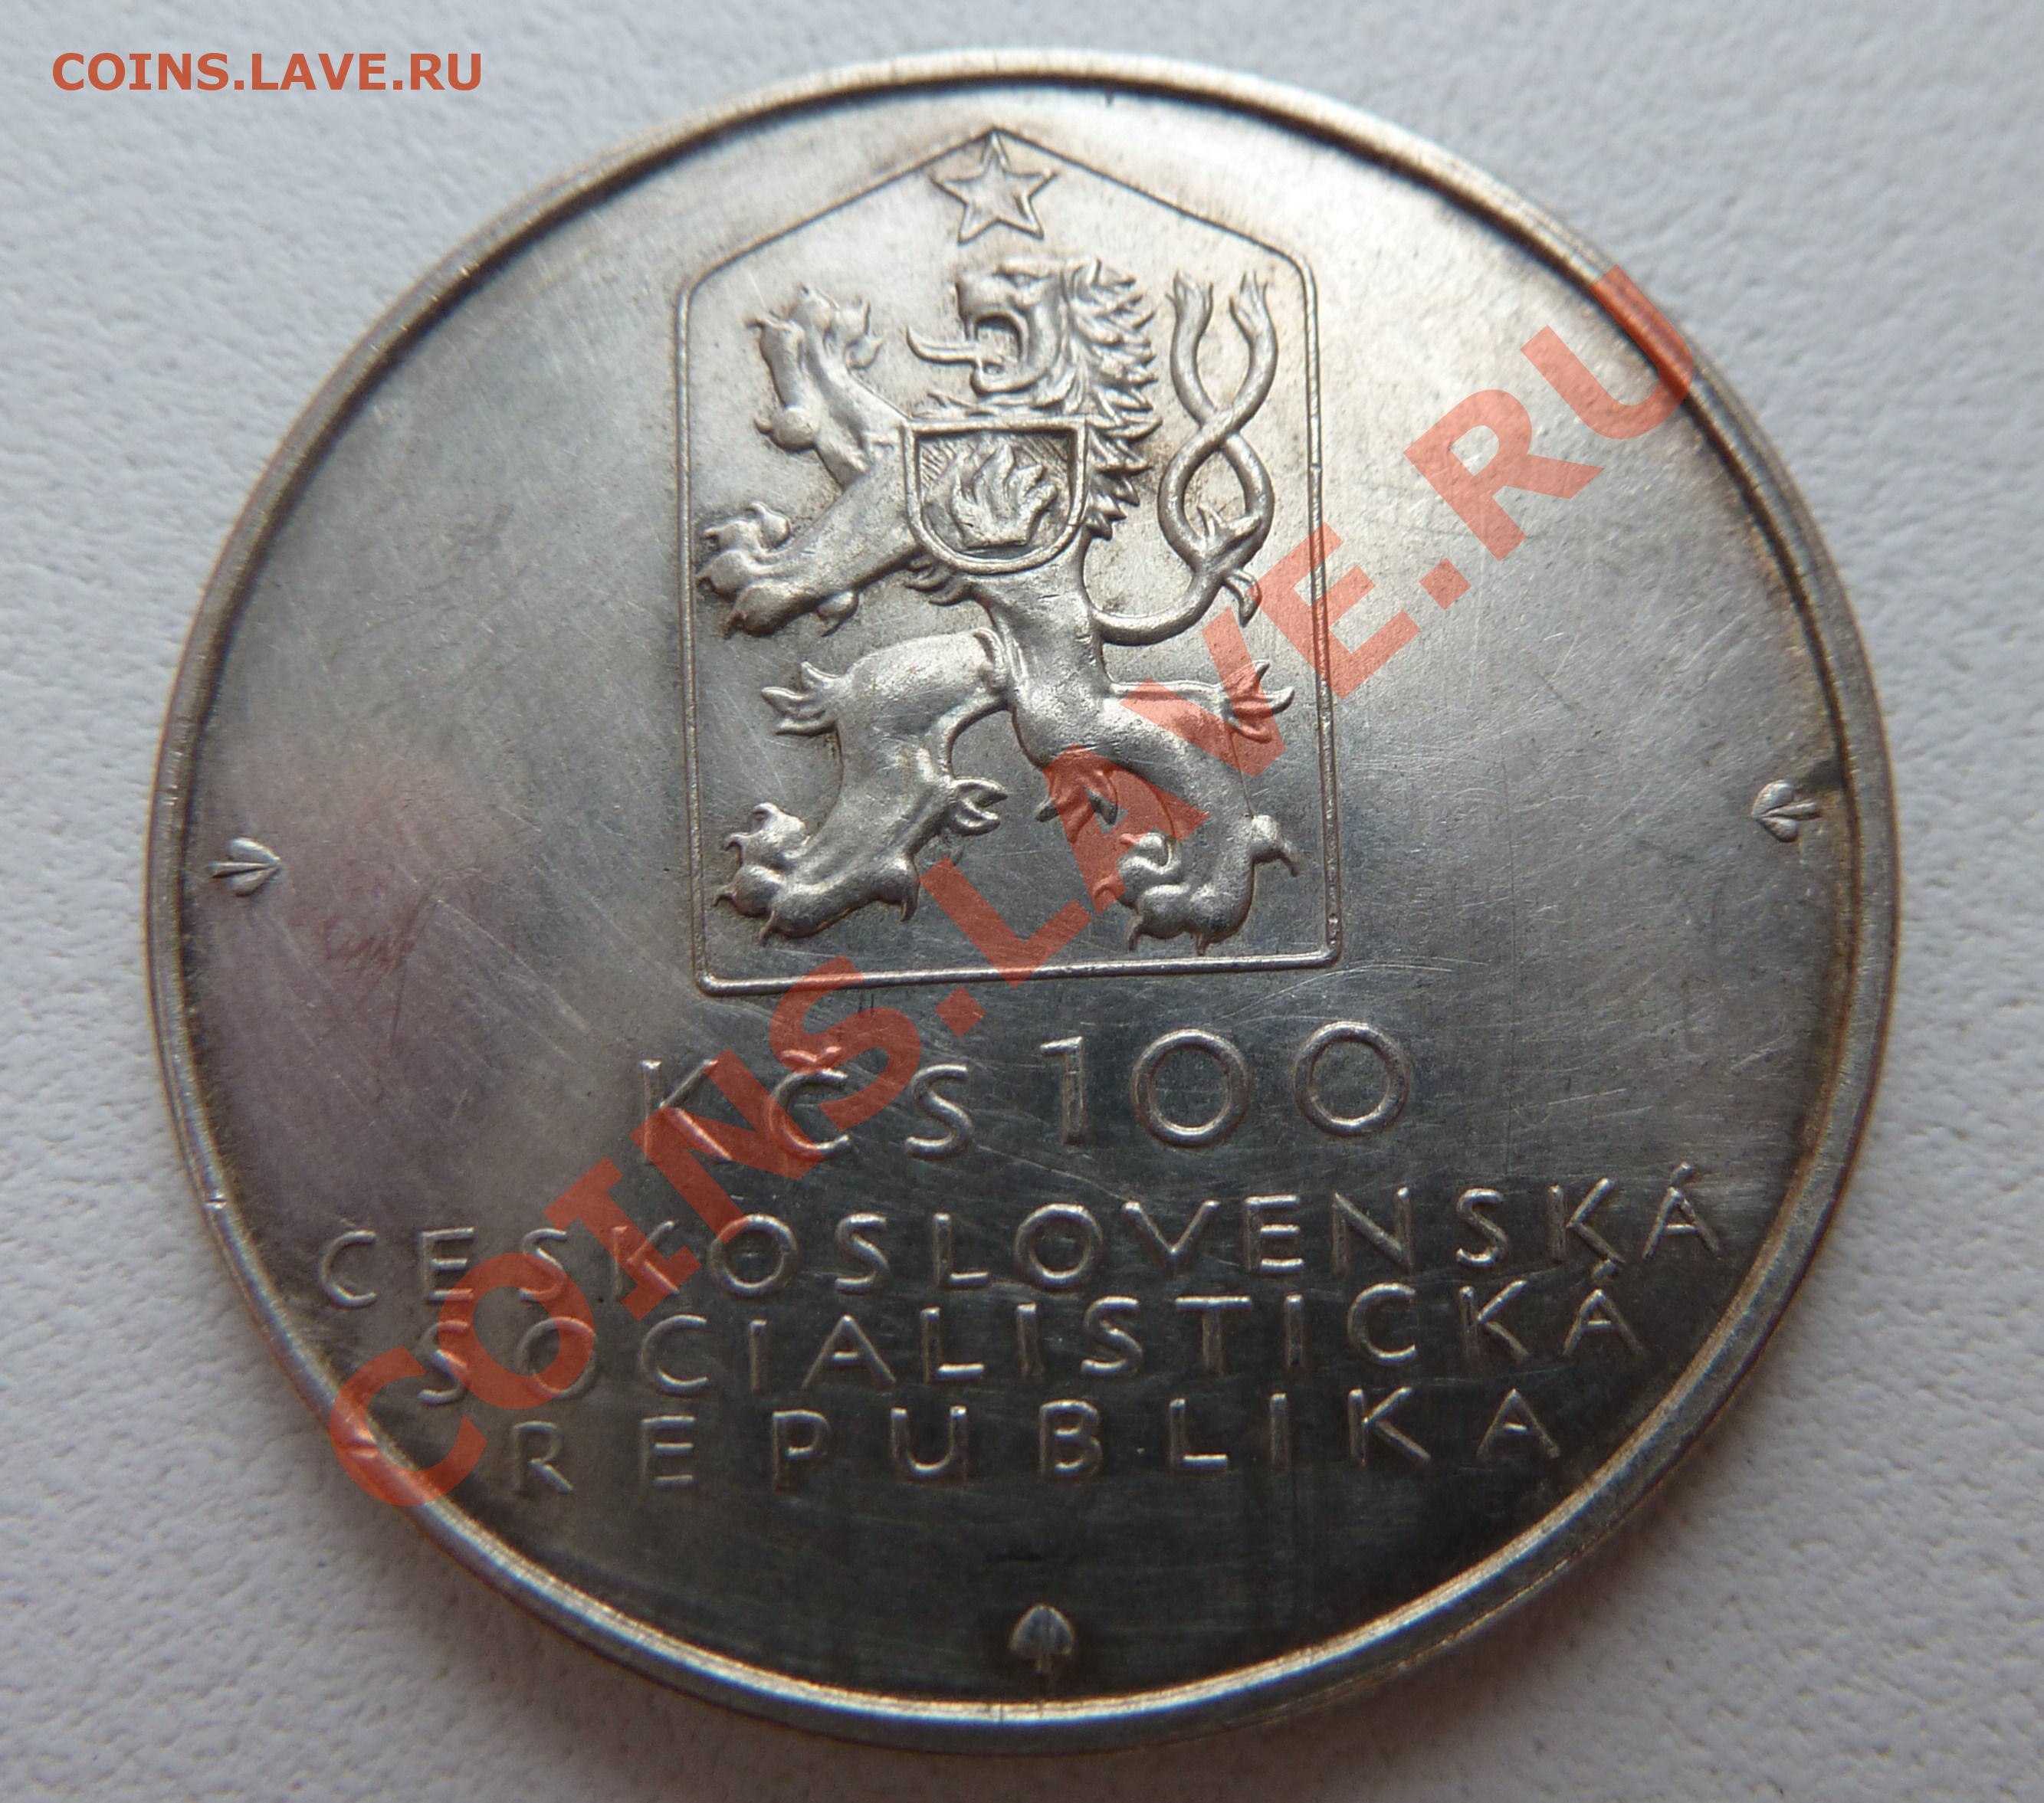 COINS.LAVE.RU
KČS 100
ČESKOSLOVENSKÁ
SOCIALISTICKÁ
REPUBLIKA
COINS.LAVE.RU